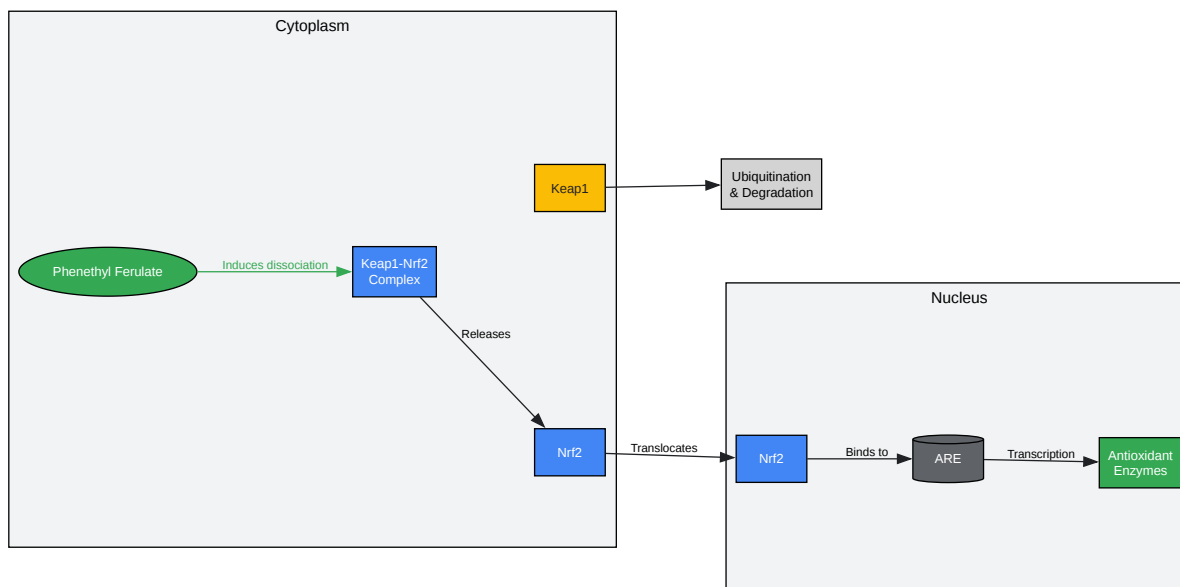 Cytoplasm
Keap1
Ubiquitination
& Degradation
Phenethyl Ferulate
Induces dissociation
Keap1-Nrf2
Complex
Releases
Nucleus
Nrf2
Translocates
Nrf2
Binds to
ARE
Transcription
Antioxidant
Enzymes